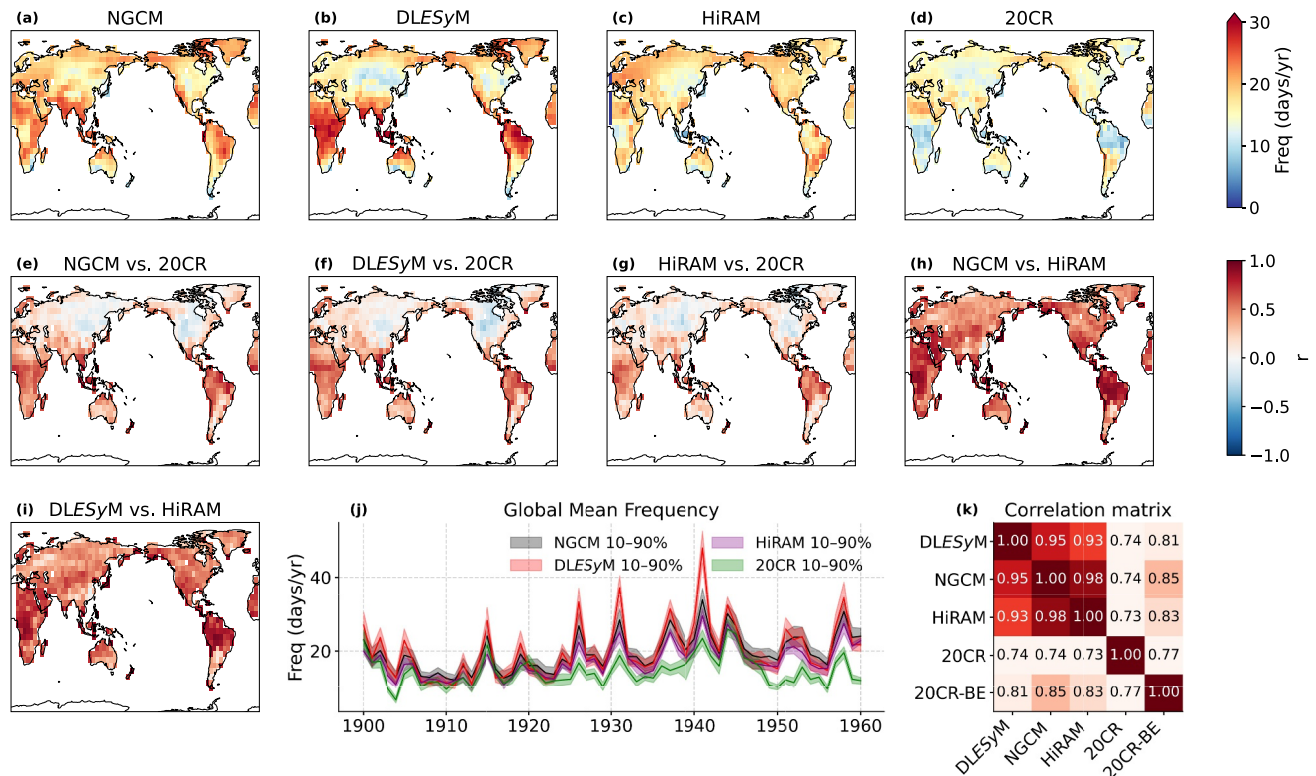 (a) NGCM
(b) DLESyM
(c) HiRAM
(d) 20CR
30
20
10
0
Freq (days/yr)
(e) NGCM vs. 20CR
(f) DLESyM vs. 20CR
(g) HiRAM vs. 20CR
(h) NGCM vs. HiRAM
1.0
0.5
0.0
−0.5
−1.0
r
(i) DLESyM vs. HiRAM
(j) Global Mean Frequency
NGCM 10–90%
DLESyM 10–90%
HiRAM 10–90%
20CR 10–90%
Freq (days/yr)
40
20
1900 1910 1920 1930 1940 1950 1960
(k) Correlation matrix
DLESyM 1.00 0.95 0.93 0.74 0.81
NGCM 0.95 1.00 0.98 0.74 0.85
HiRAM 0.93 0.98 1.00 0.73 0.83
20CR 0.74 0.74 0.73 1.00 0.77
20CR-BE 0.81 0.85 0.83 0.77 1.00
DLESyM NGCM HiRAM 20CR 20CR-BE